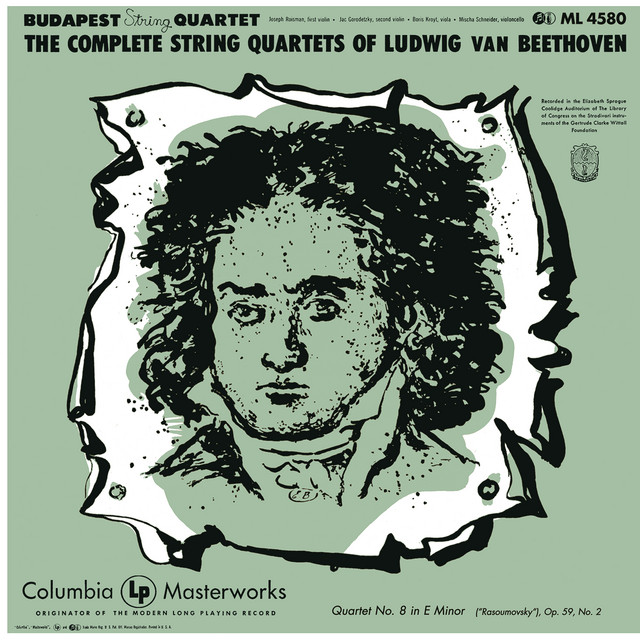 BUDAPEST String QUARTET Joseph Roisman, first violin • Jac Gorodetzky, second violin • Boris Kroyt, viola • Mischa Schneider, violoncello ML 4580
THE COMPLETE STRING QUARTETS OF LUDWIG VAN BEETHOVEN
Recorded in the Elizabeth Sprague
Coolidge Auditorium of The Library
of Congress on the Stradivari instru-
ments of the Gertrude Clarke Wittall
Foundation
Columbia Lp Masterworks
ORIGINATOR OF THE MODERN LONG PLAYING RECORD
Quartet No. 8 in E Minor ("Rasoumovsky"), Op. 59, No. 2